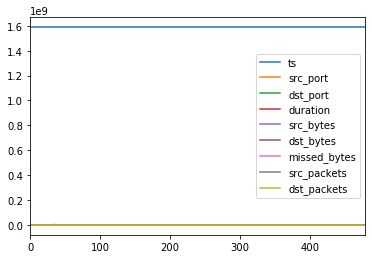 1e9
1.6
1.4
1.2
1.0
0.8
0.6
0.4
0.2
0.0
0 100 200 300 400
ts
src_port
dst_port
duration
src_bytes
dst_bytes
missed_bytes
src_packets
dst_packets